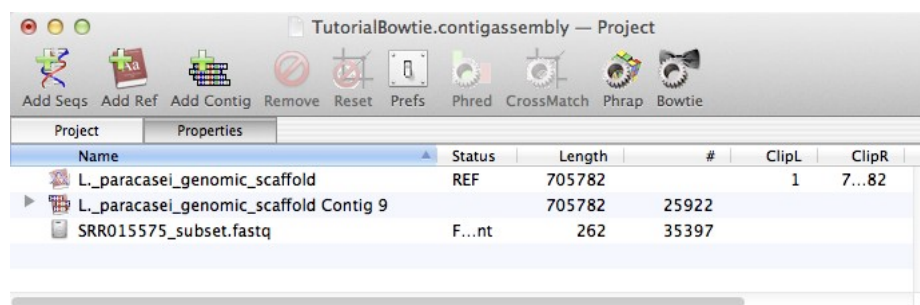 TutorialBowtie.contigassembly — Project
Add Seqs Add Ref Add Contig Remove Reset Prefs Phred CrossMatch Phrap Bowtie
Project Properties
Name Status Length # ClipL ClipR
L._paracasei_genomic_scaffold REF 705782 1 7...82
L._paracasei_genomic_scaffold Contig 9 705782 25922
SRR015575_subset.fastq F...nt 262 35397